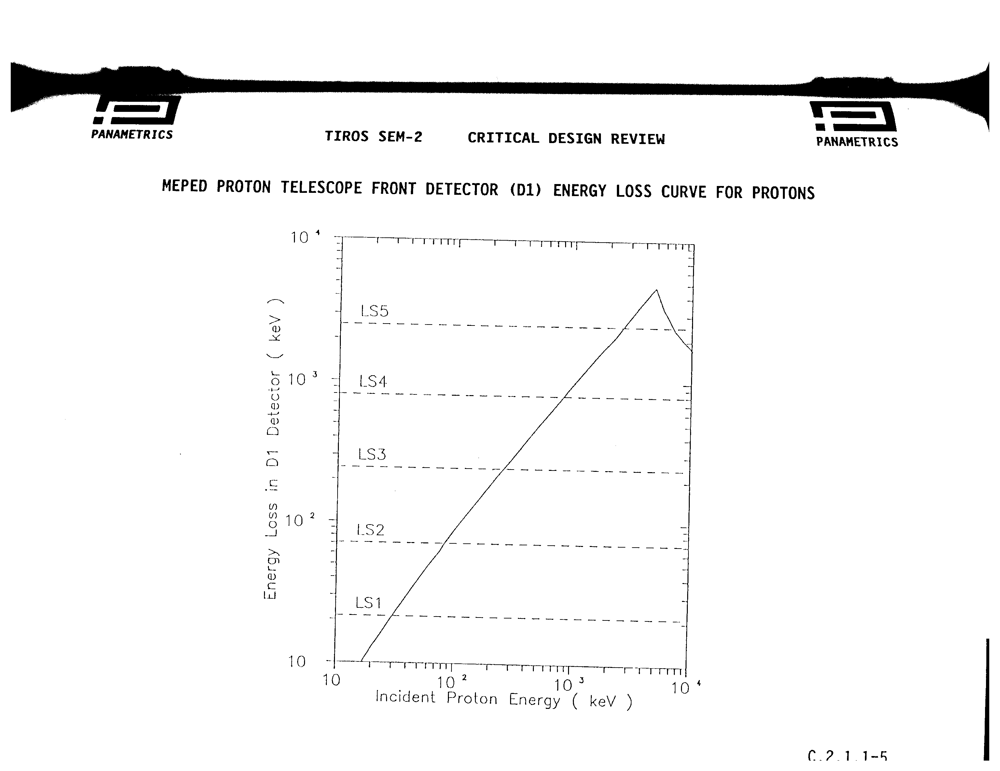 PANAMETRICS
TIROS SEM-2 CRITICAL DESIGN REVIEW
PANAMETRICS
MEPED PROTON TELESCOPE FRONT DETECTOR (D1) ENERGY LOSS CURVE FOR PROTONS
Energy Loss in D1 Detector ( keV )
10 4
10 3
10 2
10
LS5
LS4
LS3
LS2
LS1
10 10 2 10 3 10 4
Incident Proton Energy ( keV )
C.2.1.1-5